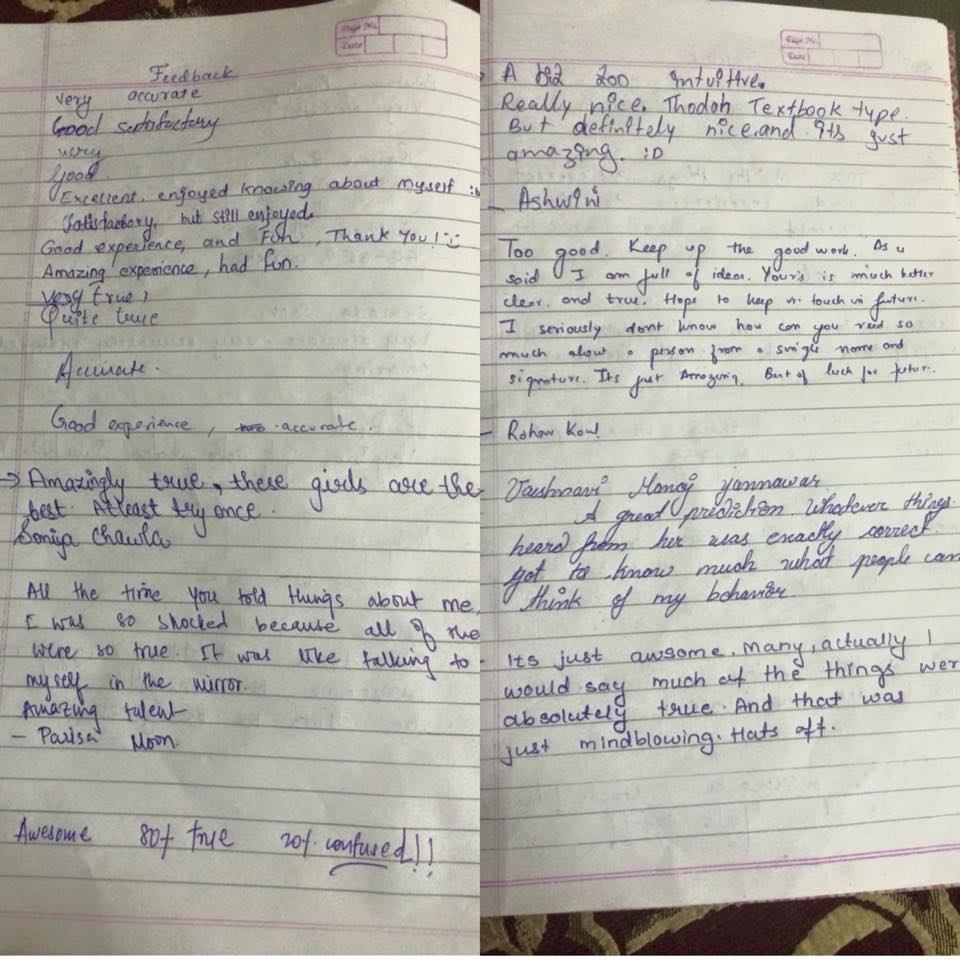 Page No.
Date
Feedback
very accurate
Good satisfactory
very
Good
Excellent, enjoyed knowing about myself :D
Satisfactory, but still enjoyed.
Good experience, and Fun, Thank You!
Amazing experience, had fun.
very True,
Quite true
Accurate.
Good experience, accurate.
→ Amazingly true, these girls are the
best. Atleast try once.
Soniya Chawla
All the time you told things about me,
I was so shocked because all of the
were so true. It was like talking to
myself in the mirror.
Amazing talent
- Parisa Moon
Awesome 80% true 20% confused!!
Page No.
Date
A bit too intuitive.
Really nice. Thodoh Textbook type.
But definitely nice.and its just
amazing. :D
- Ashwini
Too good. Keep up the good work. As u
said I am full of ideas. Yours is much better
clear. and true. Hope to keep in touch in future.
I seriously dont know how can you read so
much about a person from a single name and
signature. Its just Amazing. Best of luck for future.
- Rohan Koul
Vaishnavi Manoj yannawar
A great prediction whatever things
heard from her was exactly correct.
got to know much what people can
think of my behavior
Its just awsome. Many, actually I
would say much of the things wer
absolutely true. And that was
just mindblowing. Hats oft.